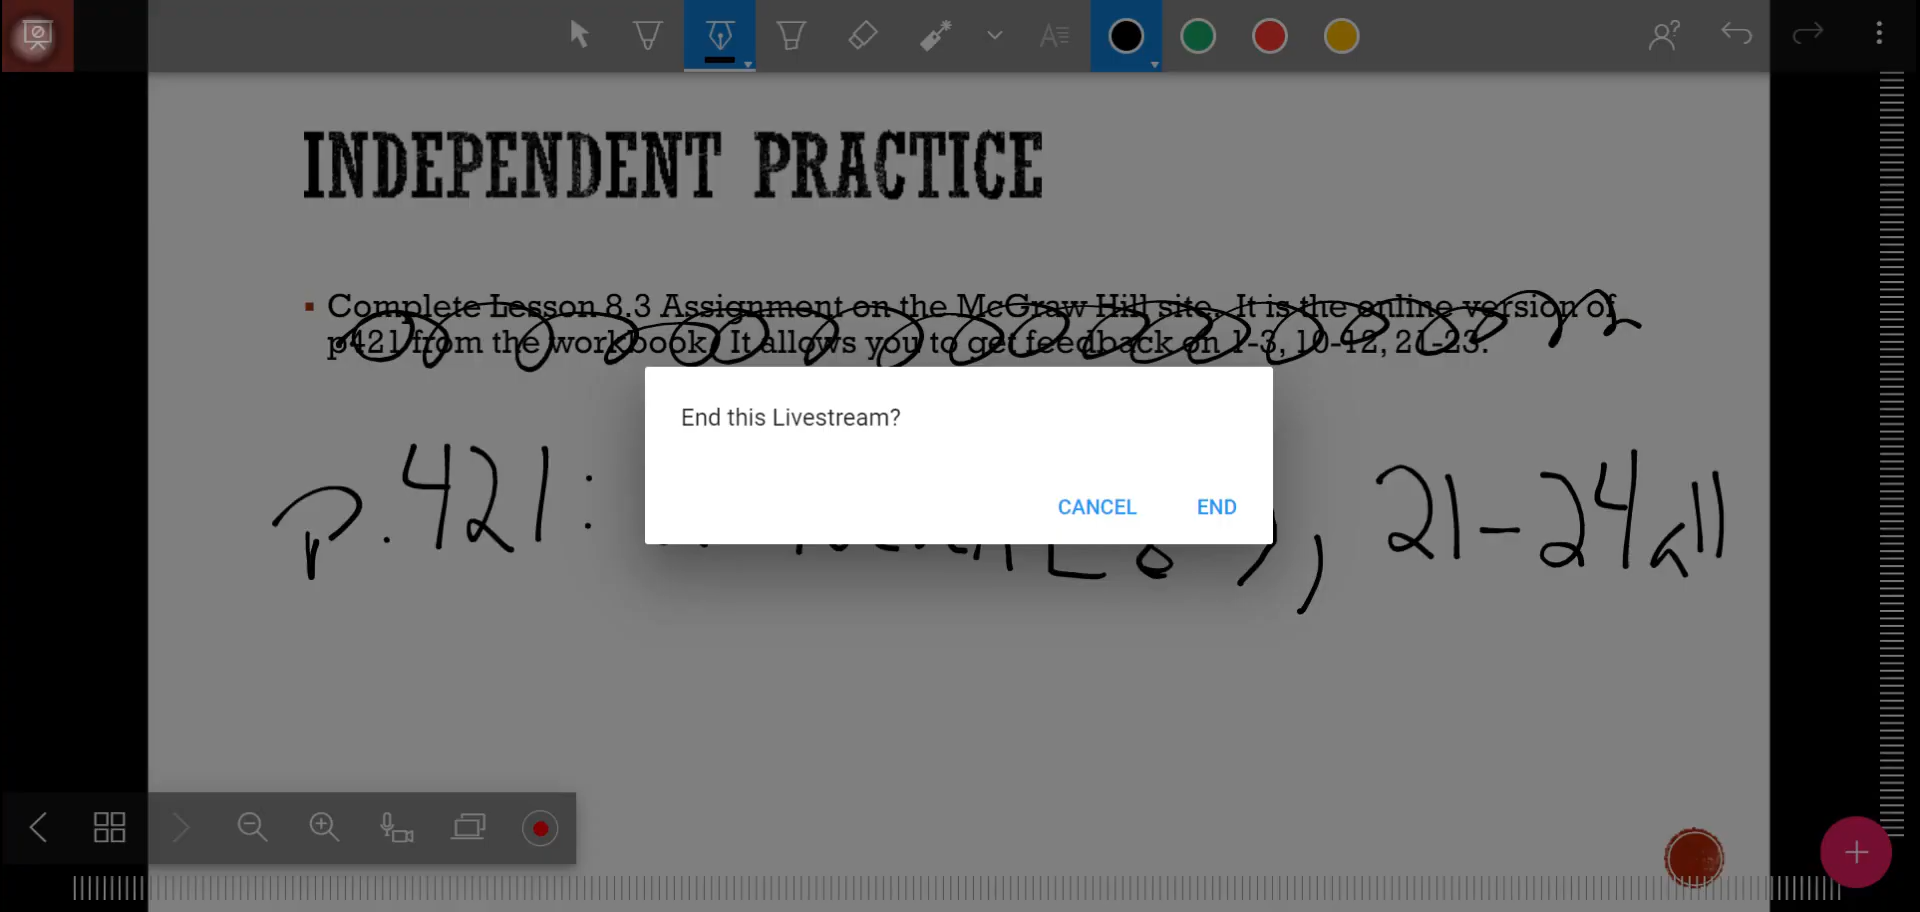 INDEPENDENT PRACTICE
▪ Complete Lesson 8.3 Assignment on the McGraw Hill site. It is the online version of
p421 from the workbook. It allows you to get feedback on 1-3, 10-12, 21-23.
End this Livestream?
CANCEL END
p.421: , 21-24 all